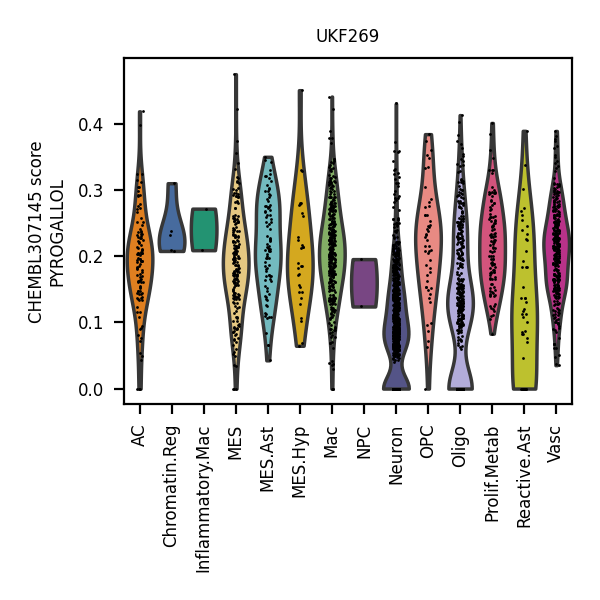 UKF269
CHEMBL307145 score
PYROGALLOL
0.4
0.3
0.2
0.1
0.0
AC
Chromatin.Reg
Inflammatory.Mac
MES
MES.Ast
MES.Hyp
Mac
NPC
Neuron
OPC
Oligo
Prolif.Metab
Reactive.Ast
Vasc